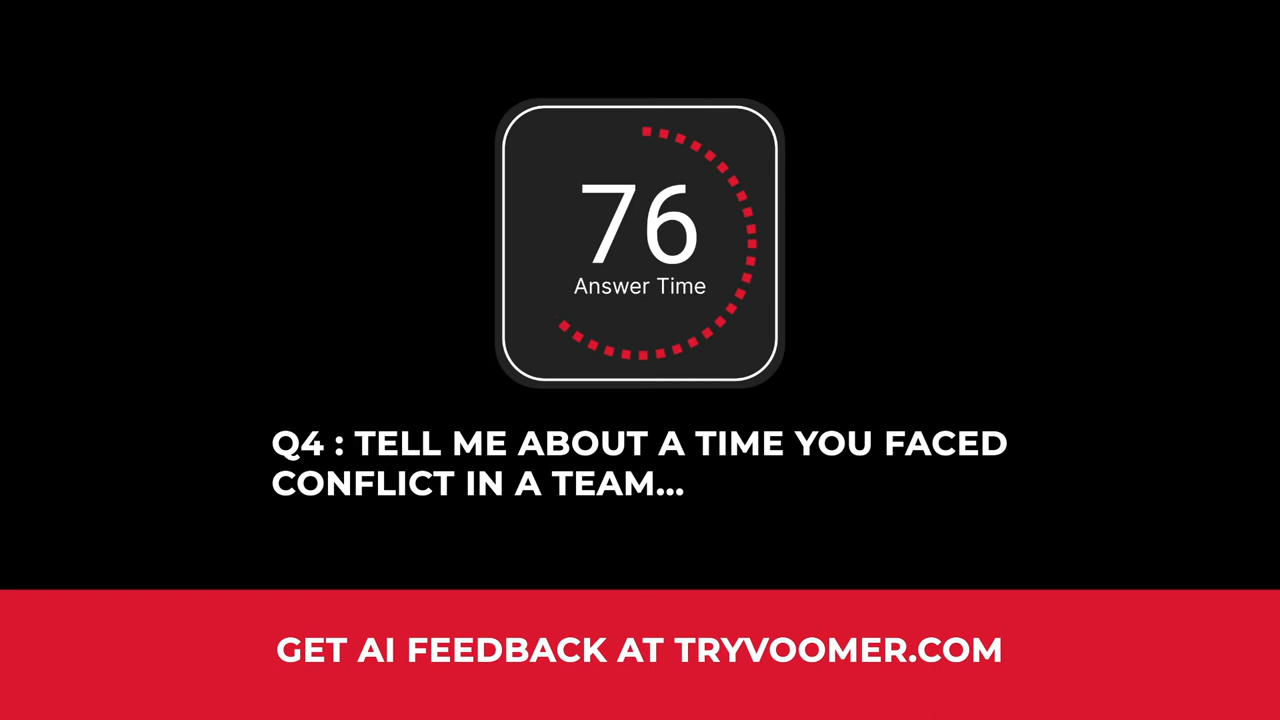 76
Answer Time
Q4 : TELL ME ABOUT A TIME YOU FACED
CONFLICT IN A TEAM...
GET AI FEEDBACK AT TRYVOOMER.COM